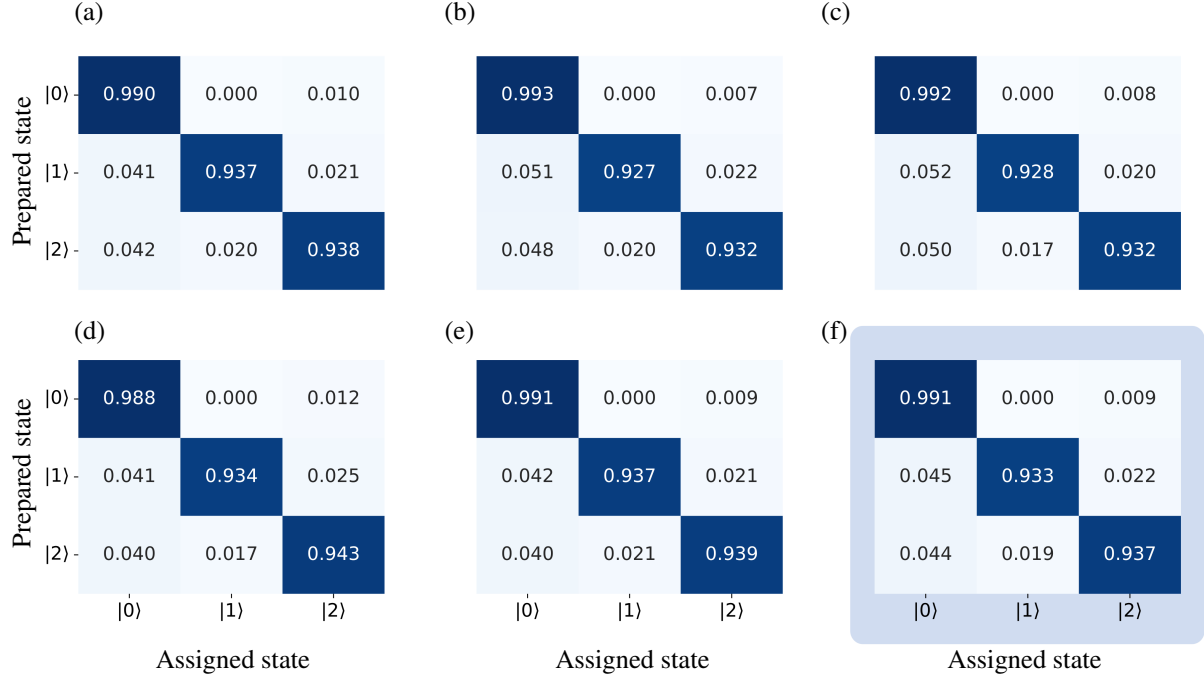 (a) (b) (c)
|0⟩ 0.990 0.000 0.010 0.993 0.000 0.007 0.992 0.000 0.008
|1⟩ 0.041 0.937 0.021 0.051 0.927 0.022 0.052 0.928 0.020
|2⟩ 0.042 0.020 0.938 0.048 0.020 0.932 0.050 0.017 0.932
Prepared state
(d) (e) (f)
|0⟩ 0.988 0.000 0.012 0.991 0.000 0.009 0.991 0.000 0.009
|1⟩ 0.041 0.934 0.025 0.042 0.937 0.021 0.045 0.933 0.022
|2⟩ 0.040 0.017 0.943 0.040 0.021 0.939 0.044 0.019 0.937
Prepared state
|0⟩ |1⟩ |2⟩ |0⟩ |1⟩ |2⟩ |0⟩ |1⟩ |2⟩
Assigned state Assigned state Assigned state